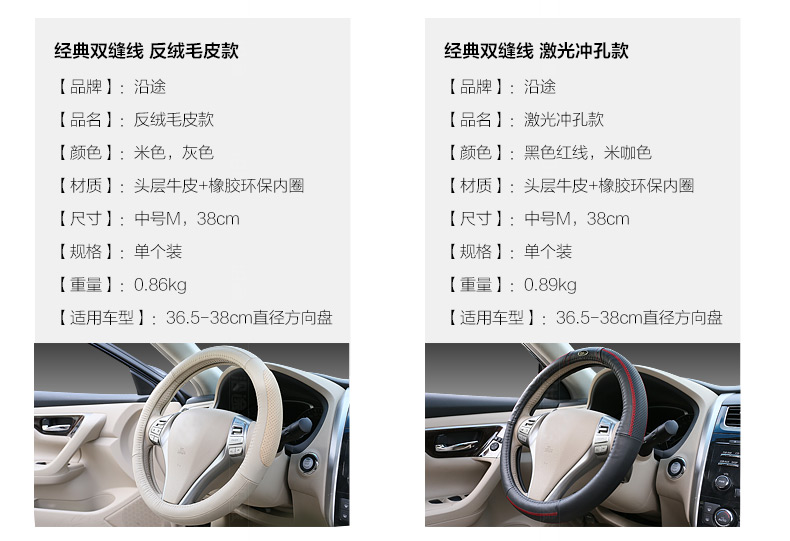 经典双缝线 反绒毛皮款
【品牌】：沿途
【品名】：反绒毛皮款
【颜色】：米色，灰色
【材质】：头层牛皮+橡胶环保内圈
【尺寸】：中号M，38cm
【规格】：单个装
【重量】：0.86kg
【适用车型】：36.5-38cm直径方向盘
经典双缝线 激光冲孔款
【品牌】：沿途
【品名】：激光冲孔款
【颜色】：黑色红线，米咖色
【材质】：头层牛皮+橡胶环保内圈
【尺寸】：中号M，38cm
【规格】：单个装
【重量】：0.89kg
【适用车型】：36.5-38cm直径方向盘